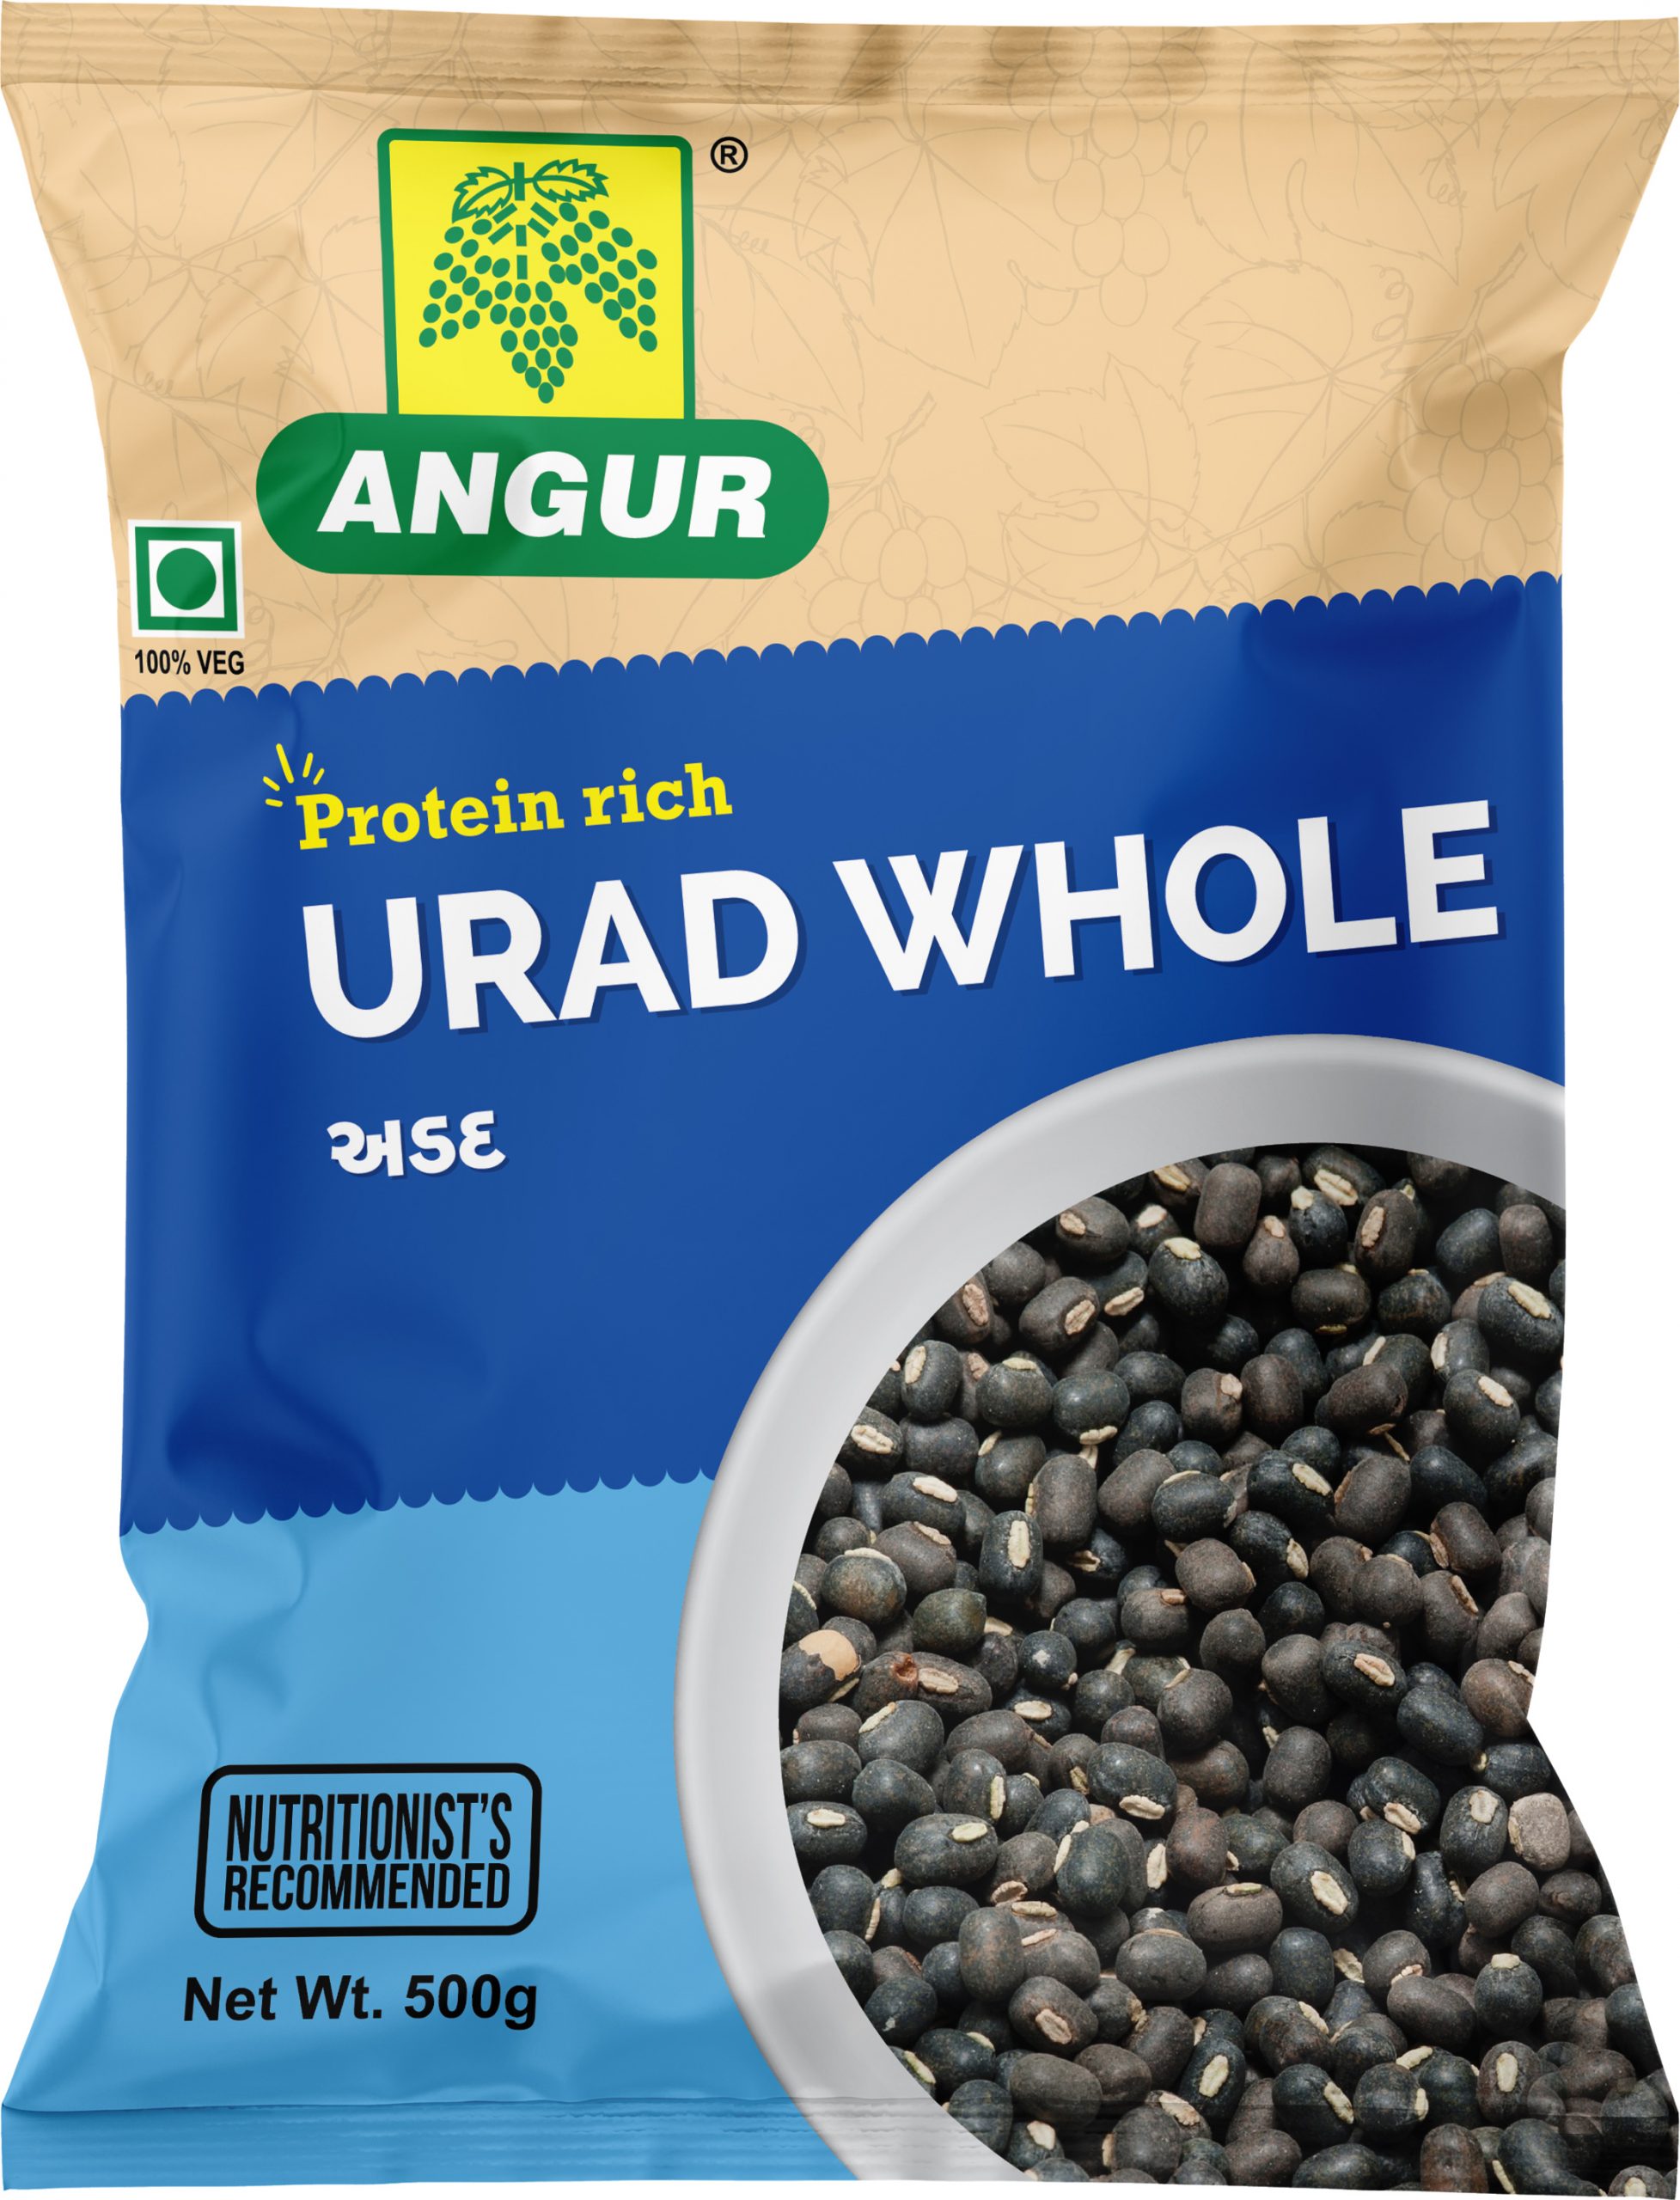 ®
ANGUR
100% VEG
Protein rich
URAD WHOLE
અડદ
NUTRITIONIST'S
RECOMMENDED
Net Wt. 500g